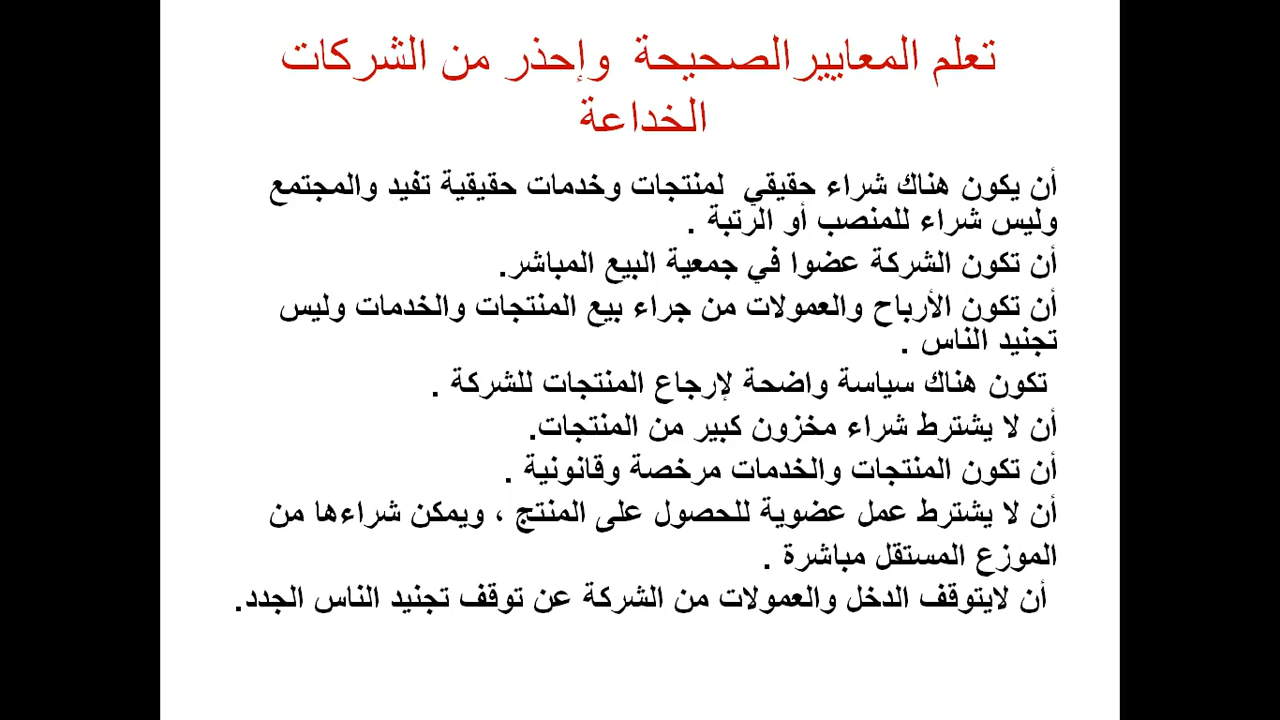 تعلم المعايير الصحيحة وإحذر من الشركات
الخداعة
أن يكون هناك شراء حقيقي لمنتجات وخدمات حقيقية تفيد والمجتمع
وليس شراء للمنصب أو الرتبة .
أن تكون الشركة عضوا في جمعية البيع المباشر.
أن تكون الأرباح والعمولات من جراء بيع المنتجات والخدمات وليس
تجنيد الناس .
تكون هناك سياسة واضحة لإرجاع المنتجات للشركة .
أن لا يشترط شراء مخزون كبير من المنتجات.
أن تكون المنتجات والخدمات مرخصة وقانونية .
أن لا يشترط عمل عضوية للحصول على المنتج ، ويمكن شراءها من
الموزع المستقل مباشرة .
أن لايتوقف الدخل والعمولات من الشركة عن توقف تجنيد الناس الجدد.